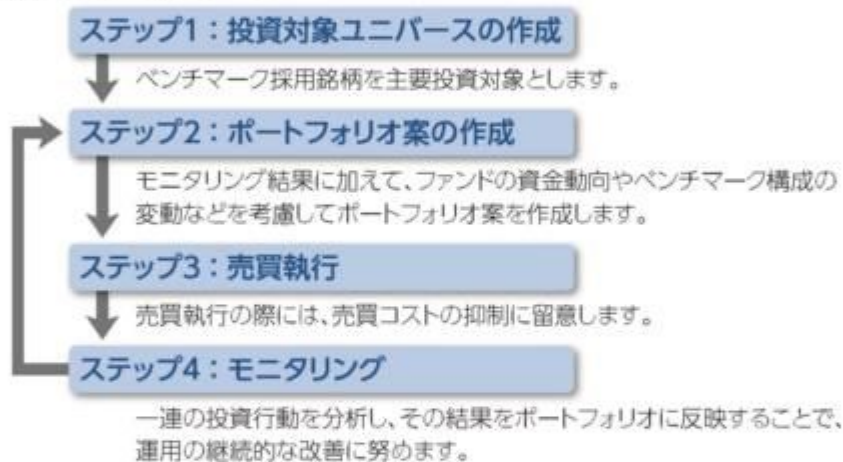 ステップ1：投資対象ユニバースの作成
ベンチマーク採用銘柄を主要投資対象とします。
ステップ2：ポートフォリオ案の作成
モニタリング結果に加えて、ファンドの資金動向やベンチマーク構成の
変動などを考慮してポートフォリオ案を作成します。
ステップ3：売買執行
売買執行の際には、売買コストの抑制に留意します。
ステップ4：モニタリング
一連の投資行動を分析し、その結果をポートフォリオに反映することで、
運用の継続的な改善に努めます。